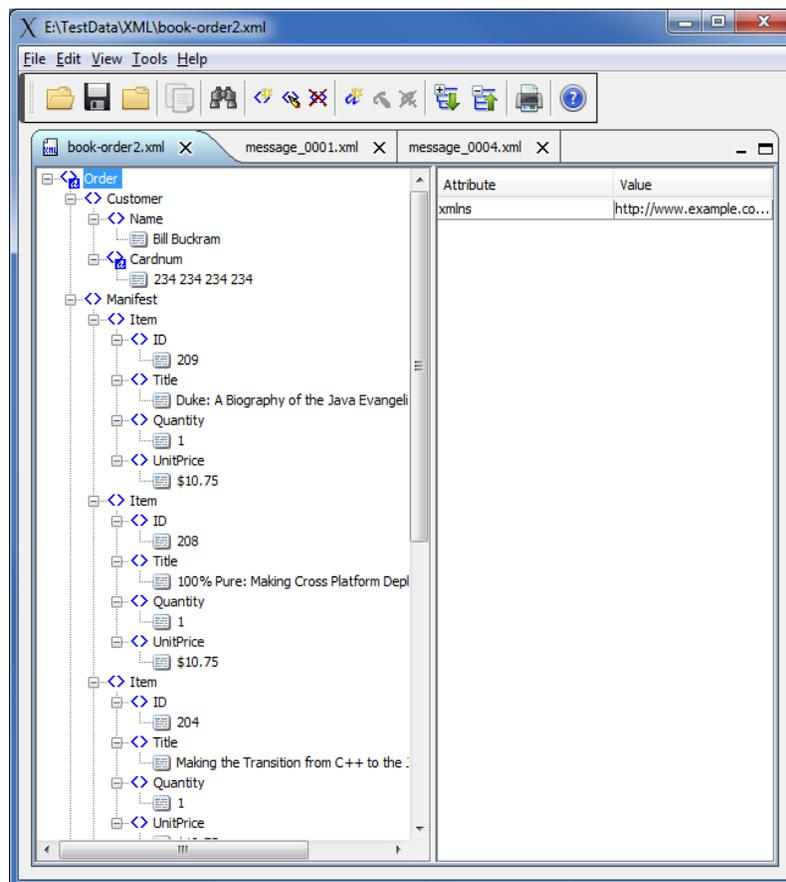 E:\TestData\XML\book-order2.xml
File Edit View Tools Help
book-order2.xml message_0001.xml message_0004.xml
Order
Customer
Name
Bill Buckram
Cardnum
234 234 234 234
Manifest
Item
ID
209
Title
Duke: A Biography of the Java Evangeli
Quantity
1
UnitPrice
$10.75
Item
ID
208
Title
100% Pure: Making Cross Platform Depl
Quantity
1
UnitPrice
$10.75
Item
ID
204
Title
Making the Transition from C++ to the
Quantity
1
UnitPrice
Attribute Value
xmlns http://www.example.co...